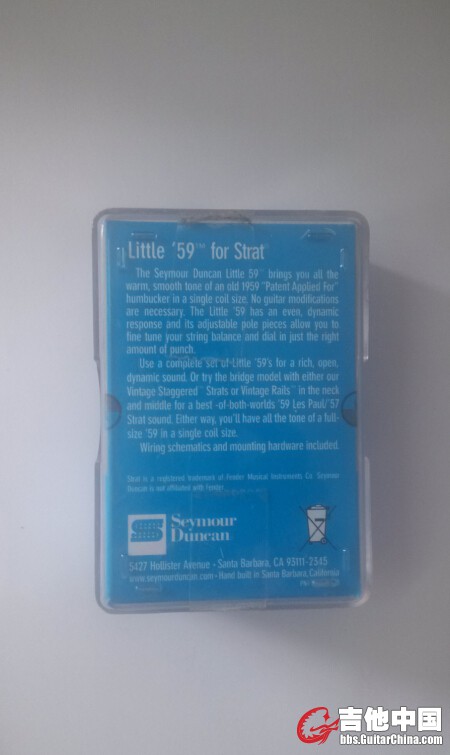 Little '59™ for Strat®
The Seymour Duncan Little 59™ brings you all the
warm, smooth tone of an old 1959 "Patent Applied For"
humbucker in a single coil size. No guitar modifications
are necessary. The Little '59 has an even, dynamic
response and its adjustable pole pieces allow you to
fine tune your string balance and dial in just the right
amount of punch.
Use a complete set of Little '59's for a rich, open,
dynamic sound. Or try the bridge model with either our
Vintage Staggered™ Strats or Vintage Rails™ in the neck
and middle for a best-of-both-worlds '59 Les Paul/'57
Strat sound. Either way, you'll have all the tone of a full-
size '59 in a single coil size.
Wiring schematics and mounting hardware included.
Strat is a registered trademark of Fender Musical Instruments Co. Seymour
Duncan is not affiliated with Fender.
Seymour
Duncan
5427 Hollister Avenue - Santa Barbara, CA 93111-2345
www.seymourduncan.com - Hand built in Santa Barbara, California
吉他中国
bbs.GuitarChina.com